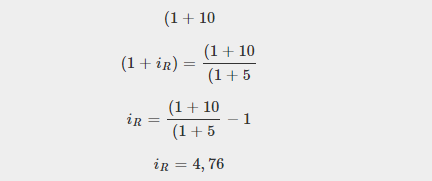 (1 + 10
(1 + i_R) = (1 + 10 / (1 + 5
i_R = (1 + 10 / (1 + 5 − 1
i_R = 4,76